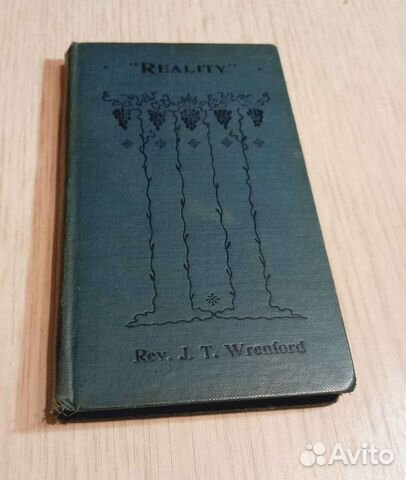 "REALITY"
Rev. J. T. Wrenford
Avito